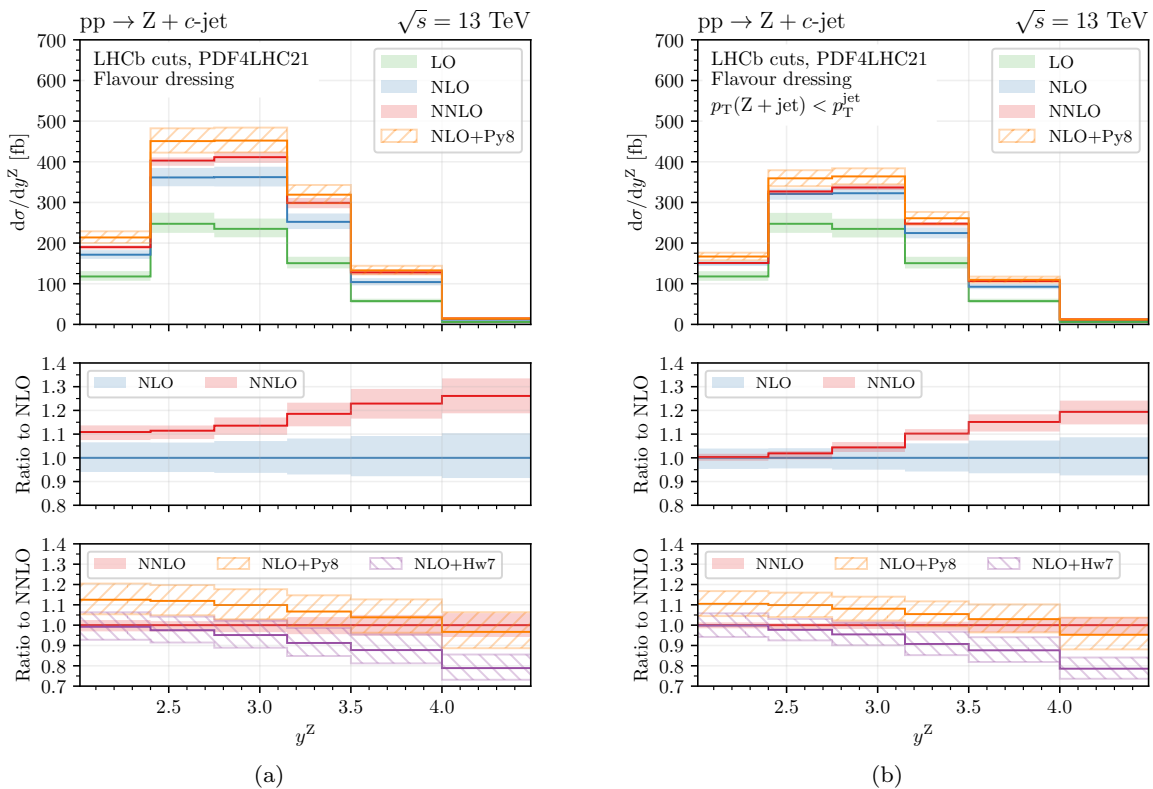 pp → Z + c-jet
√s = 13 TeV
LHCb cuts, PDF4LHC21
Flavour dressing
LO
NLO
NNLO
NLO+Py8
dσ/dy^Z [fb]
700
600
500
400
300
200
100
0
Ratio to NLO
1.4
1.3
1.2
1.1
1.0
0.9
0.8
NLO
NNLO
Ratio to NNLO
1.4
1.3
1.2
1.1
1.0
0.9
0.8
0.7
NNLO
NLO+Py8
NLO+Hw7
2.5 3.0 3.5 4.0
y^Z
(a)
pp → Z + c-jet
√s = 13 TeV
LHCb cuts, PDF4LHC21
Flavour dressing
p_T(Z + jet) < p_T^jet
LO
NLO
NNLO
NLO+Py8
dσ/dy^Z [fb]
700
600
500
400
300
200
100
0
Ratio to NLO
1.4
1.3
1.2
1.1
1.0
0.9
0.8
NLO
NNLO
Ratio to NNLO
1.4
1.3
1.2
1.1
1.0
0.9
0.8
0.7
NNLO
NLO+Py8
NLO+Hw7
2.5 3.0 3.5 4.0
y^Z
(b)